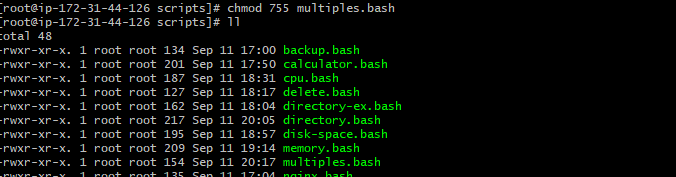 [root@ip-172-31-44-126 scripts]# chmod 755 multiples.bash
[root@ip-172-31-44-126 scripts]# ll
total 48
-rwxr-xr-x. 1 root root 134 Sep 11 17:00 backup.bash
-rwxr-xr-x. 1 root root 201 Sep 11 17:50 calculator.bash
-rwxr-xr-x. 1 root root 187 Sep 11 18:31 cpu.bash
-rwxr-xr-x. 1 root root 127 Sep 11 18:17 delete.bash
-rwxr-xr-x. 1 root root 162 Sep 11 18:04 directory-ex.bash
-rwxr-xr-x. 1 root root 217 Sep 11 20:05 directory.bash
-rwxr-xr-x. 1 root root 195 Sep 11 18:57 disk-space.bash
-rwxr-xr-x. 1 root root 209 Sep 11 19:14 memory.bash
-rwxr-xr-x. 1 root root 154 Sep 11 20:17 multiples.bash
-rwxr-xr-x. 1 root root 135 Sep 11 17:04 nginx.bash